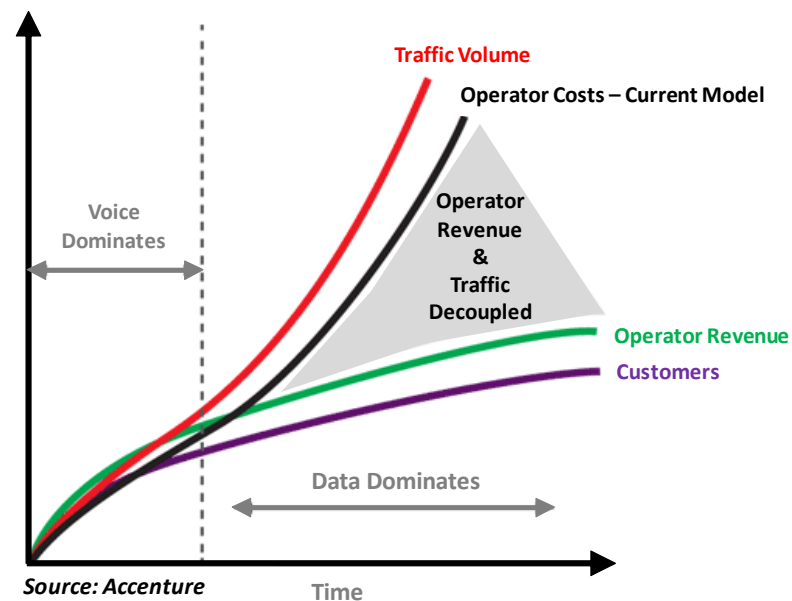 Traffic Volume
Operator Costs – Current Model
Voice
Dominates
Operator
Revenue
&
Traffic
Decoupled
Operator Revenue
Customers
Data Dominates
Source: Accenture
Time